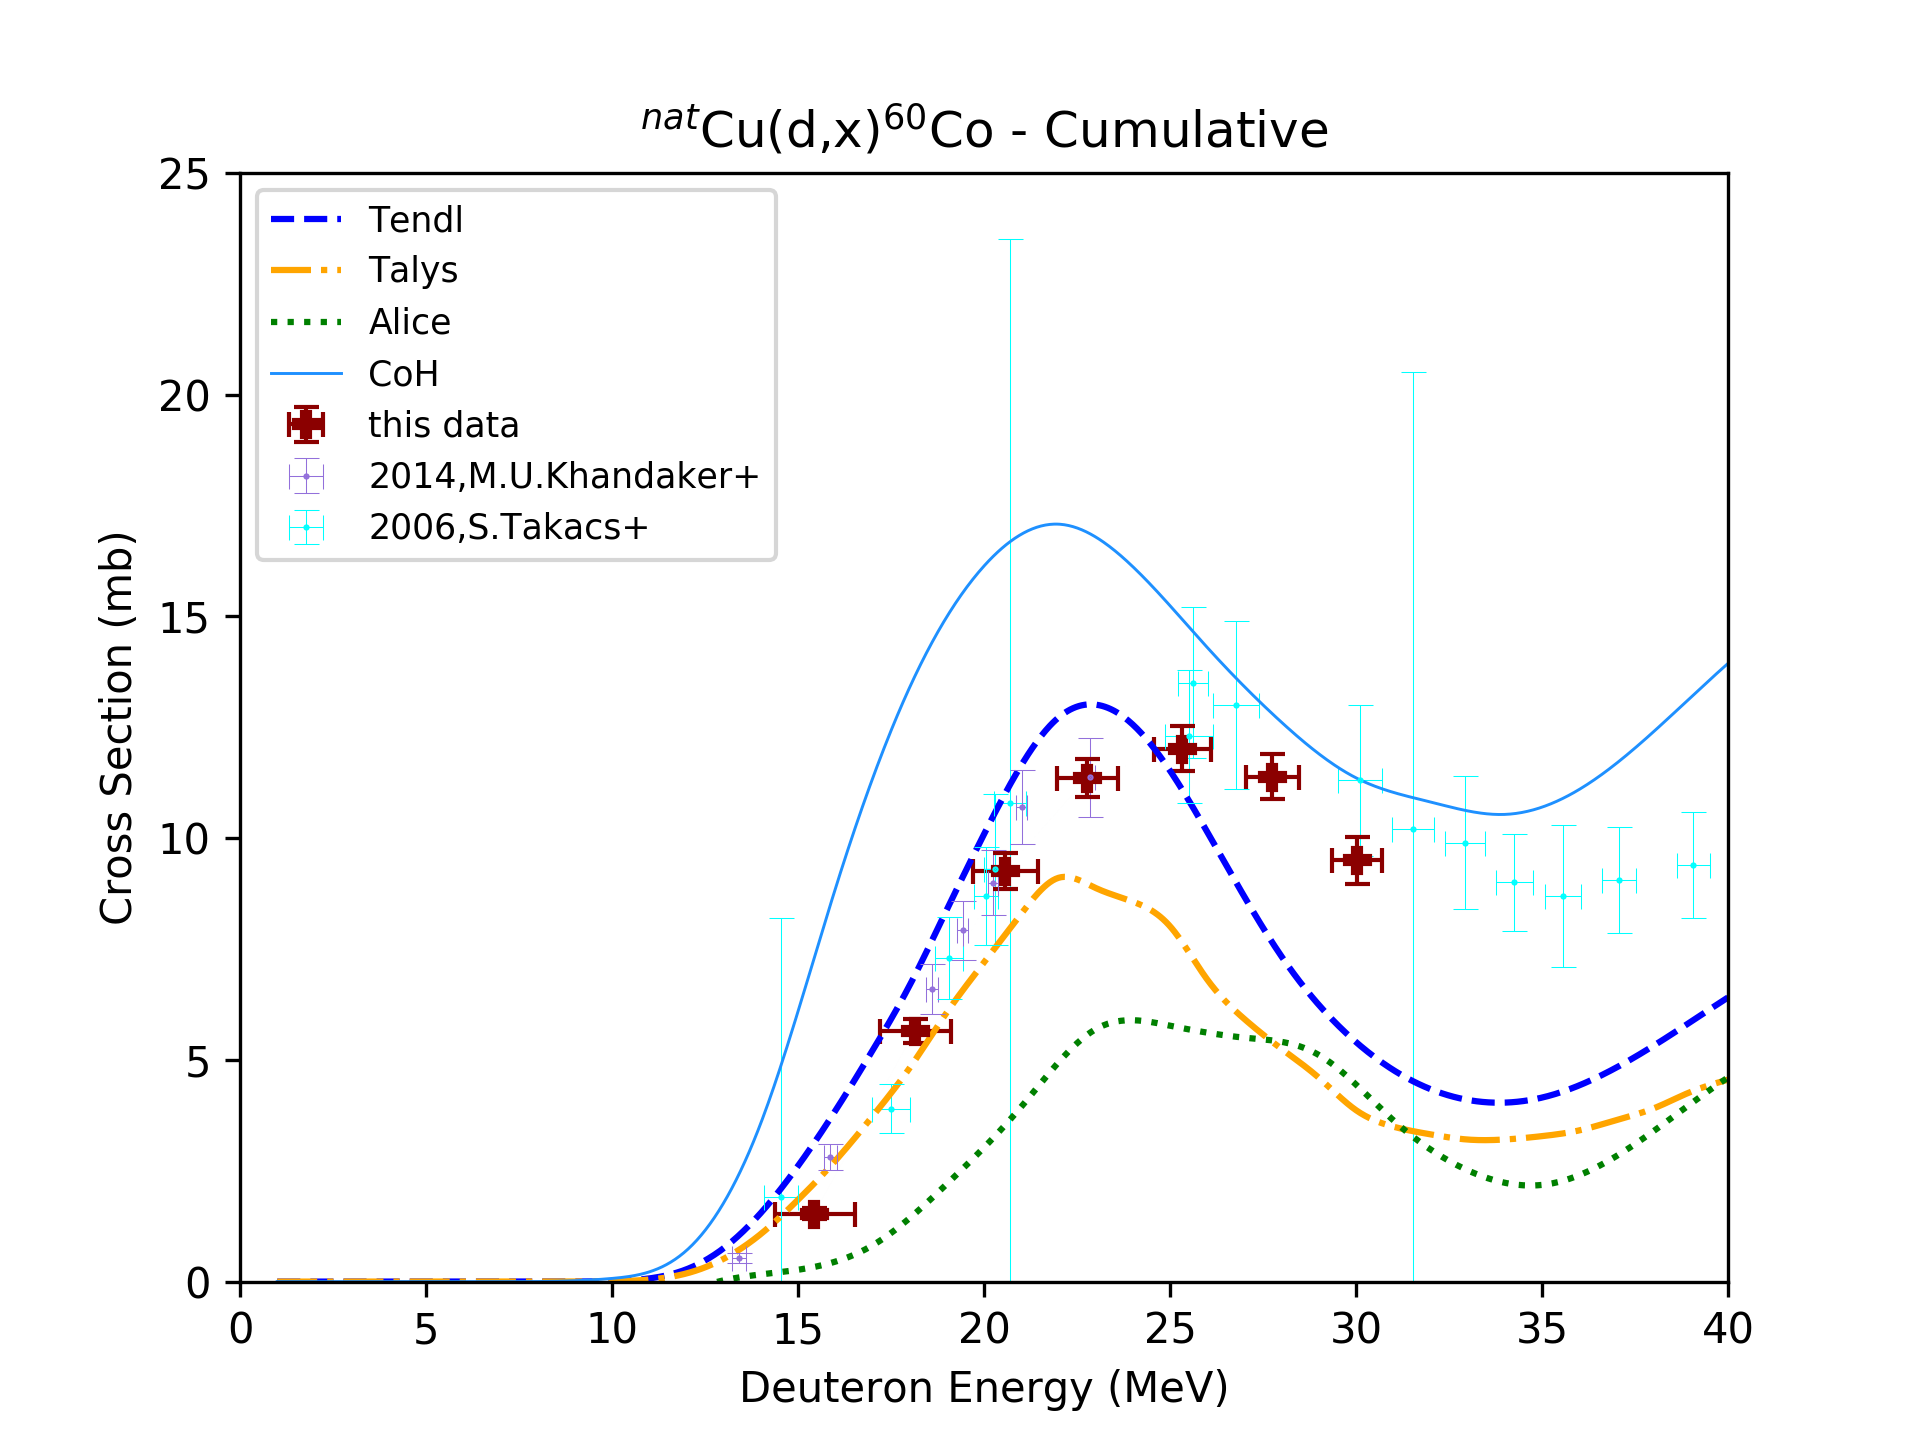 natCu(d,x)60Co - Cumulative
25
20
15
10
5
0
Cross Section (mb)
Tendl
Talys
Alice
CoH
this data
2014,M.U.Khandaker+
2006,S.Takacs+
0 5 10 15 20 25 30 35 40
Deuteron Energy (MeV)